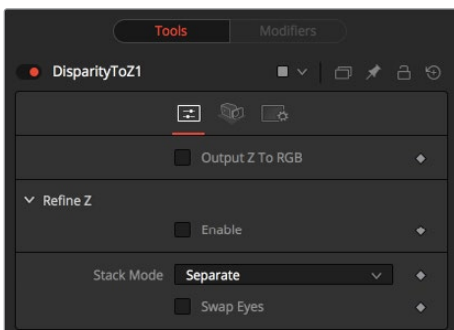 Tools Modifiers
DisparityToZ1
Output Z To RGB
Refine Z
Enable
Stack Mode Separate
Swap Eyes